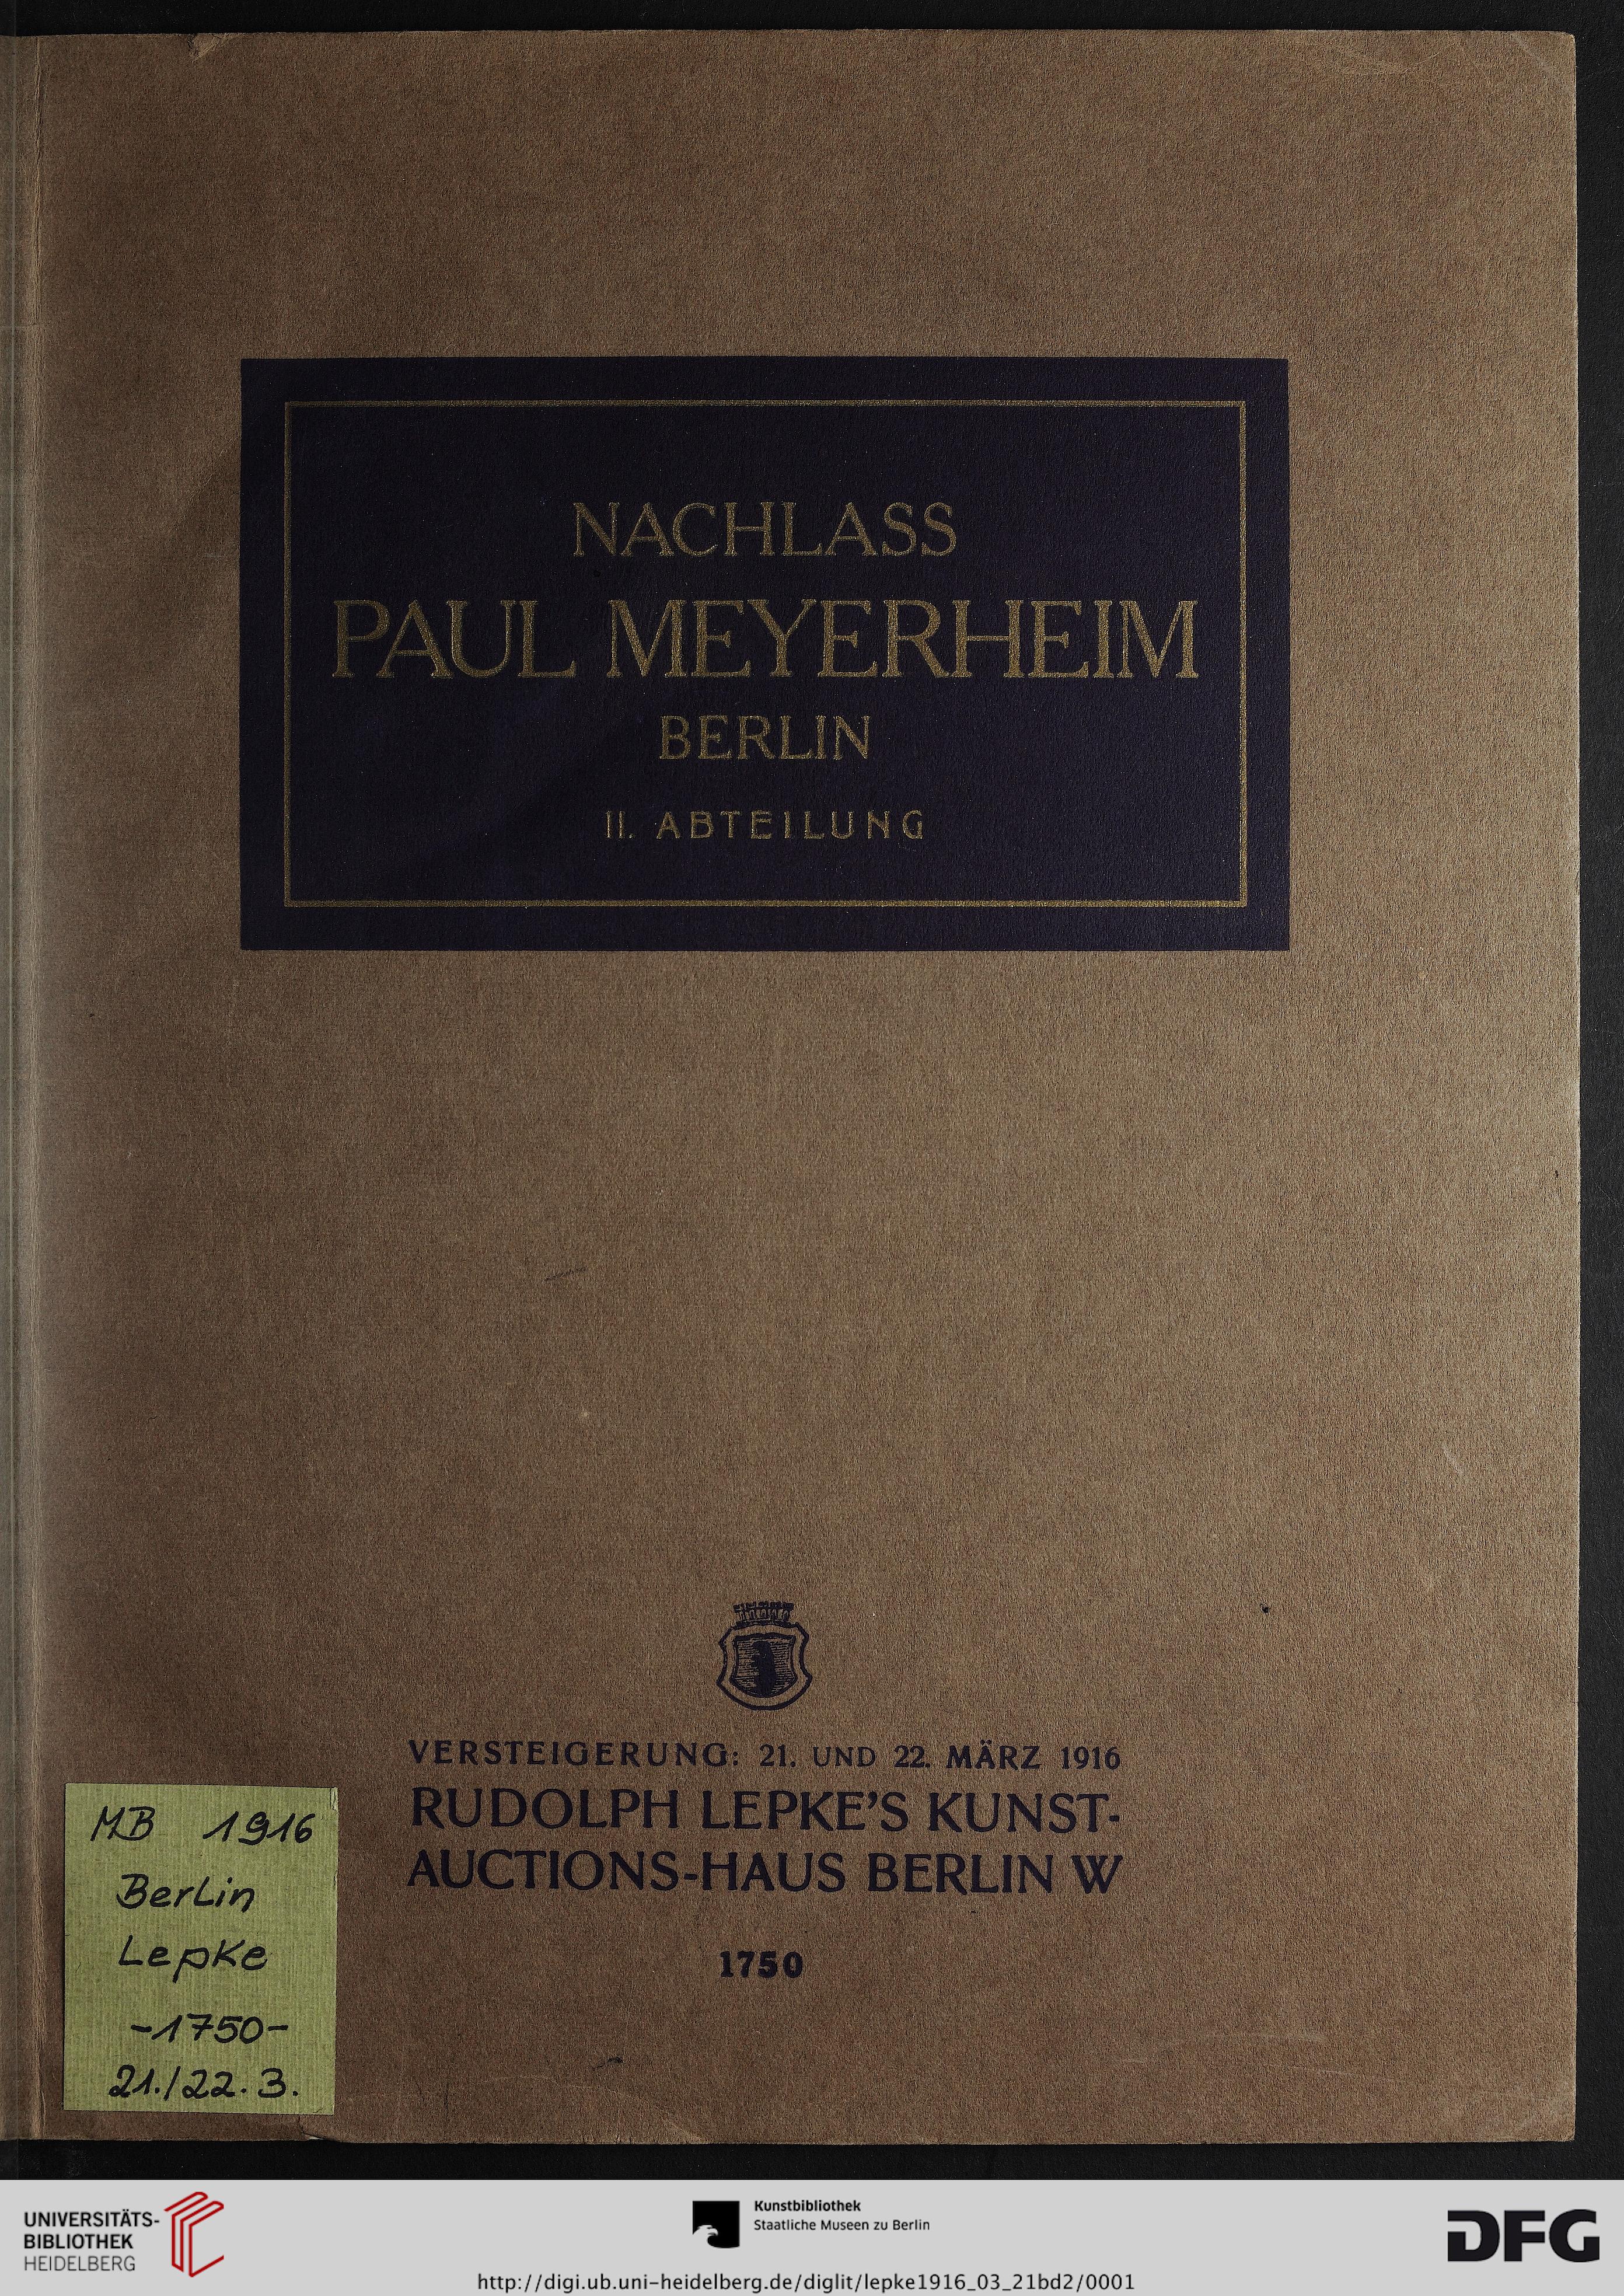 NACHLASS
PAUL MEYERHEIM
BERLIN
II. ABTEILUNG
VERSTEIGERUNG: 21. UND 22. MÄRZ 1916
RUDOLPH LEPKE'S KUNST-
AUCTIONS-HAUS BERLIN W
1750
MB 1916
Berlin
Lepke
-1750-
21./22.3.
UNIVERSITÄTS-
BIBLIOTHEK
HEIDELBERG
Kunstbibliothek
Staatliche Museen zu Berlin
DFG
http://digi.ub.uni-heidelberg.de/diglit/lepke1916_03_21bd2/0001